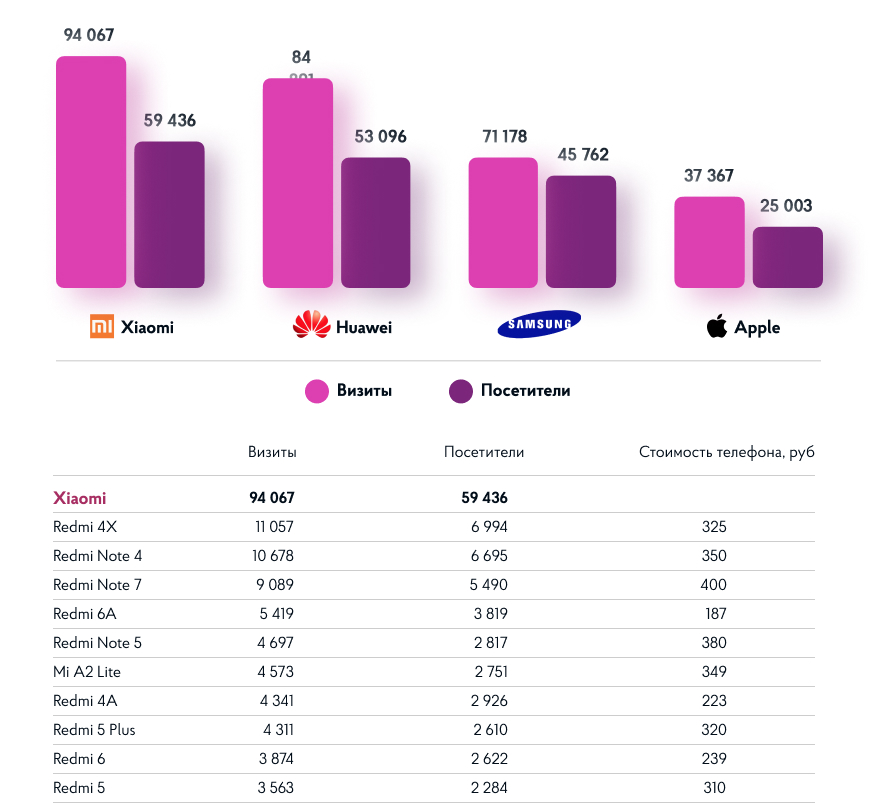 94 067
84
59 436
53 096
71 178
45 762
37 367
25 003
mi Xiaomi
Huawei
SAMSUNG
Apple
Визиты
Посетители
Визиты Посетители Стоимость телефона, руб
Xiaomi 94 067 59 436
Redmi 4X 11 057 6 994 325
Redmi Note 4 10 678 6 695 350
Redmi Note 7 9 089 5 490 400
Redmi 6A 5 419 3 819 187
Redmi Note 5 4 697 2 817 380
Mi A2 Lite 4 573 2 751 349
Redmi 4A 4 341 2 926 223
Redmi 5 Plus 4 311 2 610 320
Redmi 6 3 874 2 622 239
Redmi 5 3 563 2 284 310